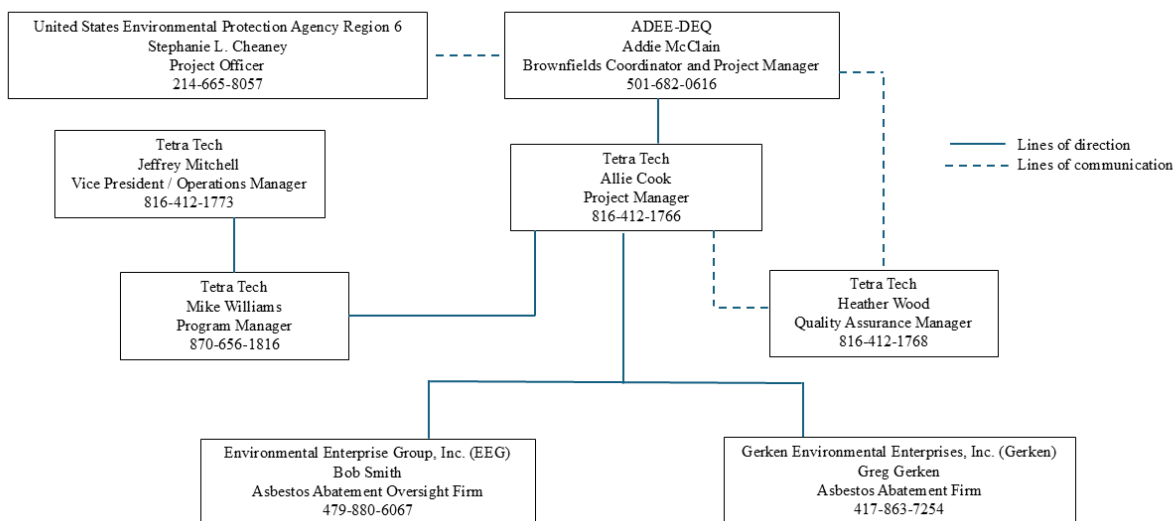 United States Environmental Protection Agency Region 6
Stephanie L. Cheaney
Project Officer
214-665-8057
ADEE-DEQ
Addie McClain
Brownfields Coordinator and Project Manager
501-682-0616
Tetra Tech
Jeffrey Mitchell
Vice President / Operations Manager
816-412-1773
Tetra Tech
Allie Cook
Project Manager
816-412-1766
Lines of direction
Lines of communication
Tetra Tech
Mike Williams
Program Manager
870-656-1816
Tetra Tech
Heather Wood
Quality Assurance Manager
816-412-1768
Environmental Enterprise Group, Inc. (EEG)
Bob Smith
Asbestos Abatement Oversight Firm
479-880-6067
Gerken Environmental Enterprises, Inc. (Gerken)
Greg Gerken
Asbestos Abatement Firm
417-863-7254